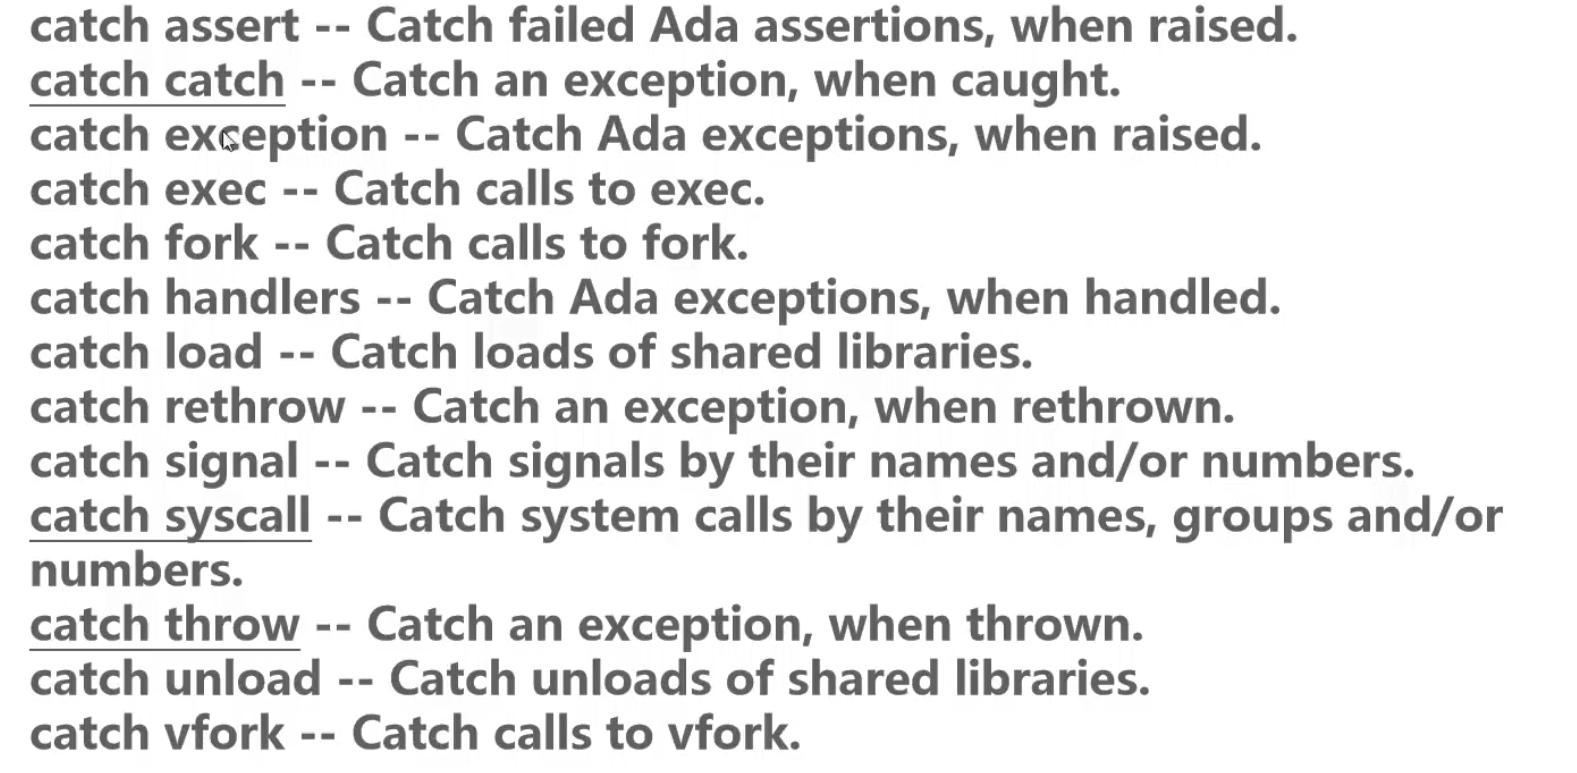 catch assert -- Catch failed Ada assertions, when raised.
catch catch -- Catch an exception, when caught.
catch exception -- Catch Ada exceptions, when raised.
catch exec -- Catch calls to exec.
catch fork -- Catch calls to fork.
catch handlers -- Catch Ada exceptions, when handled.
catch load -- Catch loads of shared libraries.
catch rethrow -- Catch an exception, when rethrown.
catch signal -- Catch signals by their names and/or numbers.
catch syscall -- Catch system calls by their names, groups and/or
numbers.
catch throw -- Catch an exception, when thrown.
catch unload -- Catch unloads of shared libraries.
catch vfork -- Catch calls to vfork.